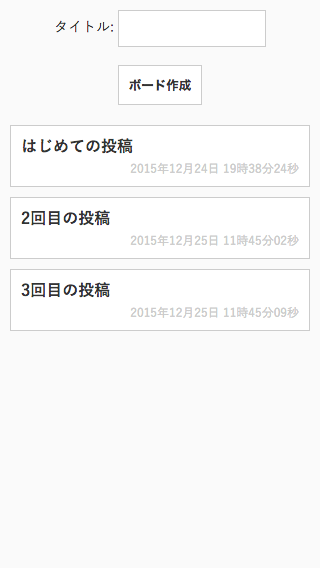 タイトル:
ボード作成
はじめての投稿
2015年12月24日 19時38分24秒
2回目の投稿
2015年12月25日 11時45分02秒
3回目の投稿
2015年12月25日 11時45分09秒